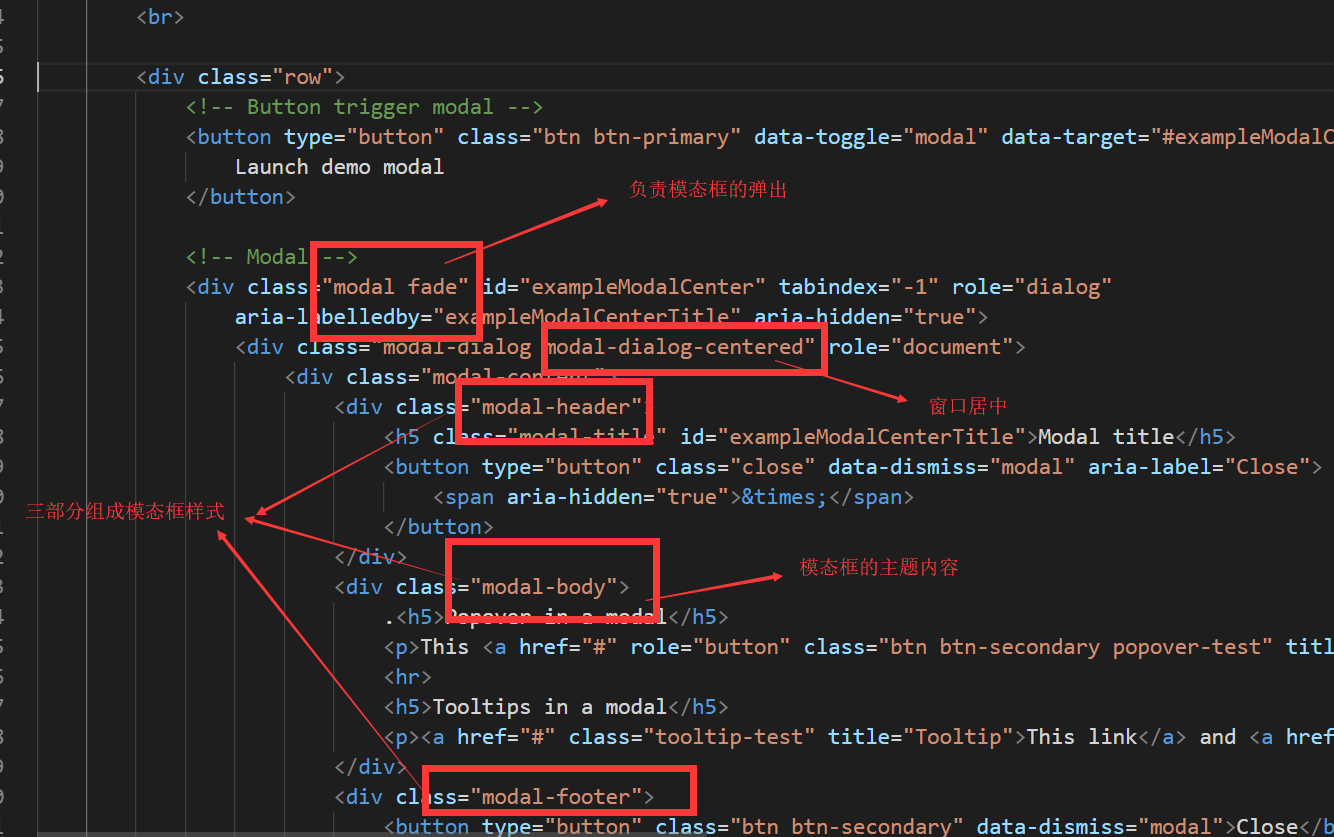 <br>
<div class="row">
<!-- Button trigger modal -->
<button type="button" class="btn btn-primary" data-toggle="modal" data-target="#exampleModalC
Launch demo modal
</button>
负责模态框的弹出
<!-- Modal -->
<div class="modal fade" id="exampleModalCenter" tabindex="-1" role="dialog"
aria-labelledby="exampleModalCenterTitle" aria-hidden="true">
<div class="modal-dialog modal-dialog-centered" role="document">
<div class="modal-content">
<div class="modal-header">
窗口居中
<h5 class="modal-title" id="exampleModalCenterTitle">Modal title</h5>
<button type="button" class="close" data-dismiss="modal" aria-label="Close">
<span aria-hidden="true">&times;</span>
三部分组成模态框样式
</button>
</div>
模态框的主题内容
<div class="modal-body">
.<h5>Popover in a modal</h5>
<p>This <a href="#" role="button" class="btn btn-secondary popover-test" titl
<hr>
<h5>Tooltips in a modal</h5>
<p><a href="#" class="tooltip-test" title="Tooltip">This link</a> and <a href
</div>
<div class="modal-footer">
<button type="button" class="btn btn-secondary" data-dismiss="modal">Close</b